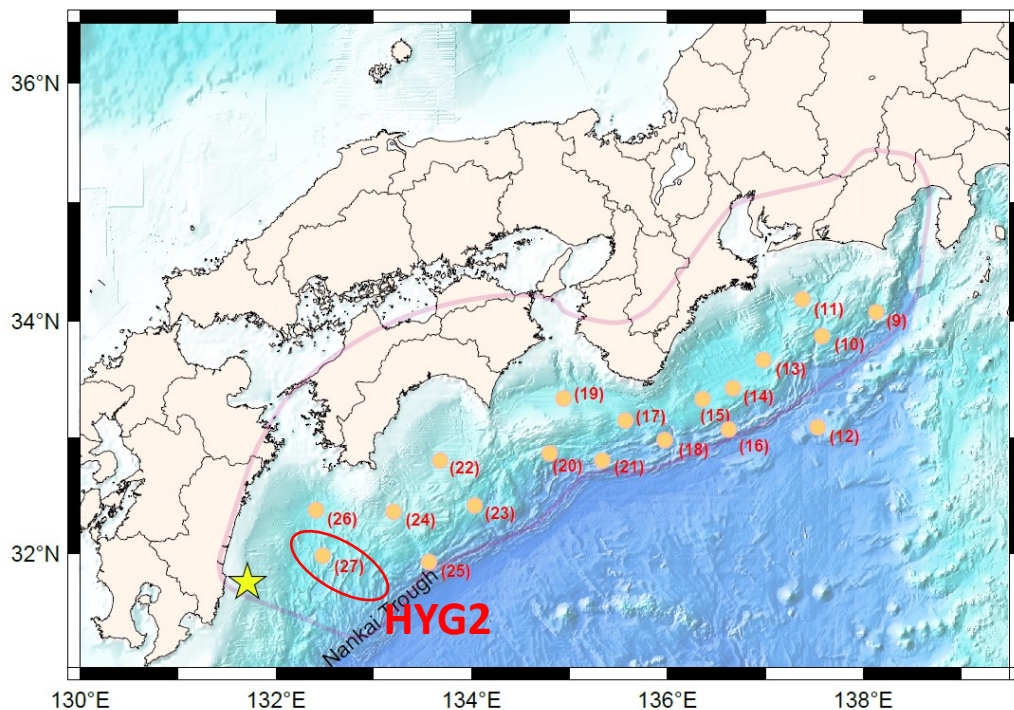 36°N
34°N
32°N
(11)
(9)
(10)
(13)
(14)
(19)
(15)
(17)
(12)
(16)
(18)
(20)
(21)
(22)
(23)
(26)
(24)
(27)
(25)
Nankai Trough
HYG2
130°E
132°E
134°E
136°E
138°E